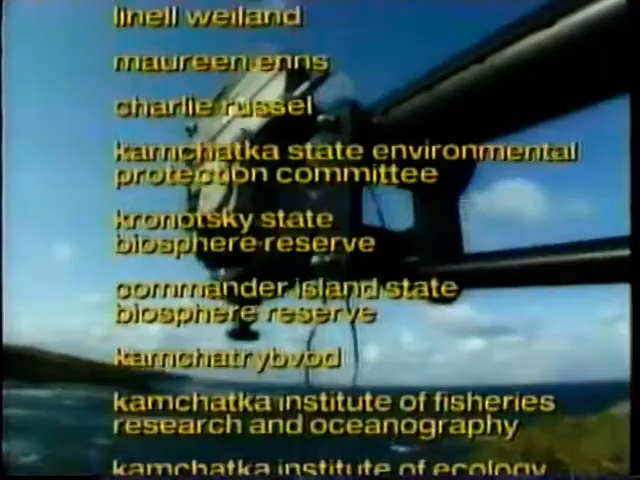 linell weiland
maureen enns
charlie russel
kamchatka state environmental
protection committee
kronotsky state
biosphere reserve
commander island state
biosphere reserve
kamchatrybvod
kamchatka institute of fisheries
research and oceanography
kamchatka institute of ecology